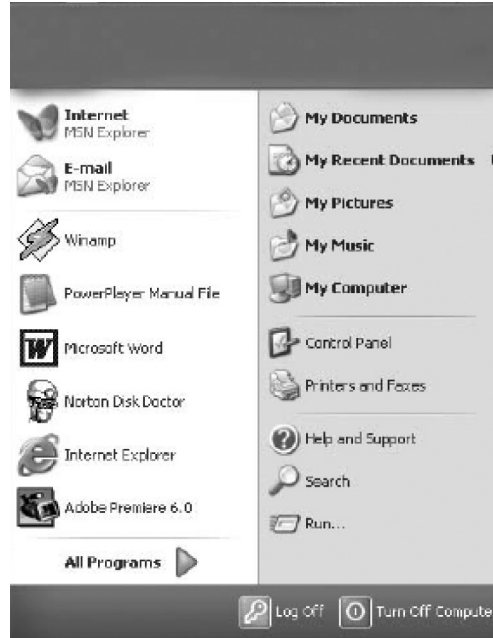 Internet
MSN Explorer
E-mail
MSN Explorer
Winamp
PowerPlayer Manual File
Microsoft Word
Norton Disk Doctor
Internet Explorer
Adobe Premiere 6.0
All Programs
My Documents
My Recent Documents
My Pictures
My Music
My Computer
Control Panel
Printers and Faxes
Help and Support
Search
Run...
Log Off
Turn Off Compute